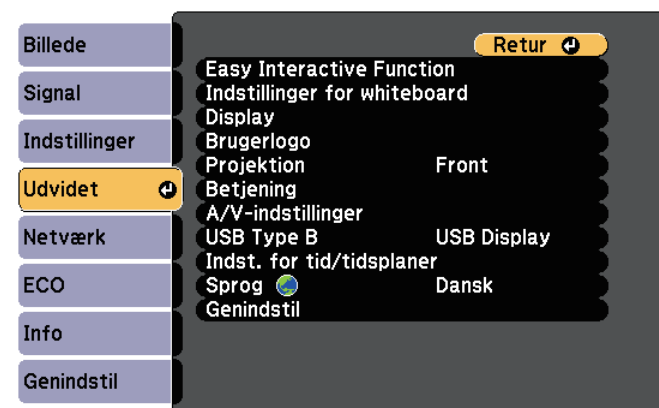 Billede
Signal
Indstillinger
Udvidet
Netværk
ECO
Info
Genindstil
Retur
Easy Interactive Function
Indstillinger for whiteboard
Display
Brugerlogo
Projektion Front
Betjening
A/V-indstillinger
USB Type B USB Display
Indst. for tid/tidsplaner
Sprog Dansk
Genindstil